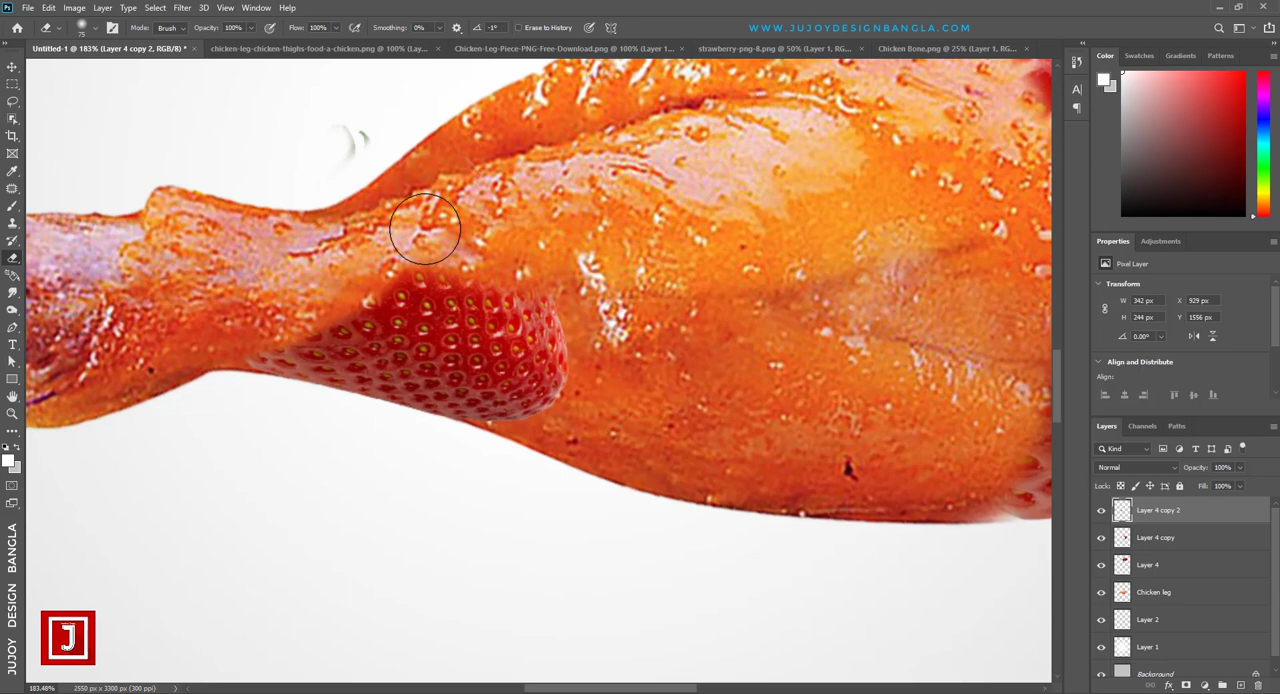 Ps File Edit Image Layer Type Select Filter 3D View Window Help
75 Mode: Brush Opacity: 100% Flow: 100% Smoothing: 0% -1° Erase to History WWW.JUJOYDESIGNBANGLA.COM
Untitled-1 @ 183% (Layer 4 copy 2, RGB/8) * × chicken-leg-chicken-thighs-food-a-chicken.png @ 100% (Layer... × Chicken-Leg-Piece-PNG-Free-Download.png @ 100% (Layer 1... × strawberry-png-8.png @ 50% (Layer 1, RGB/... × Chicken Bone.png @ 25% (Layer 1, RGB/... ×
Color Swatches Gradients Patterns
Properties Adjustments
Pixel Layer
Transform
W 342 px X 929 px
H 244 px Y 1556 px
0.00°
Align and Distribute
Align:
Layers Channels Paths
Kind
Normal Opacity: 100%
Lock: Fill: 100%
Layer 4 copy 2
Layer 4 copy
Layer 4
Chicken leg
Layer 2
Layer 1
Background
JUJOY DESIGN BANGLA
J
183.48% 2550 px x 3300 px (300 ppi)